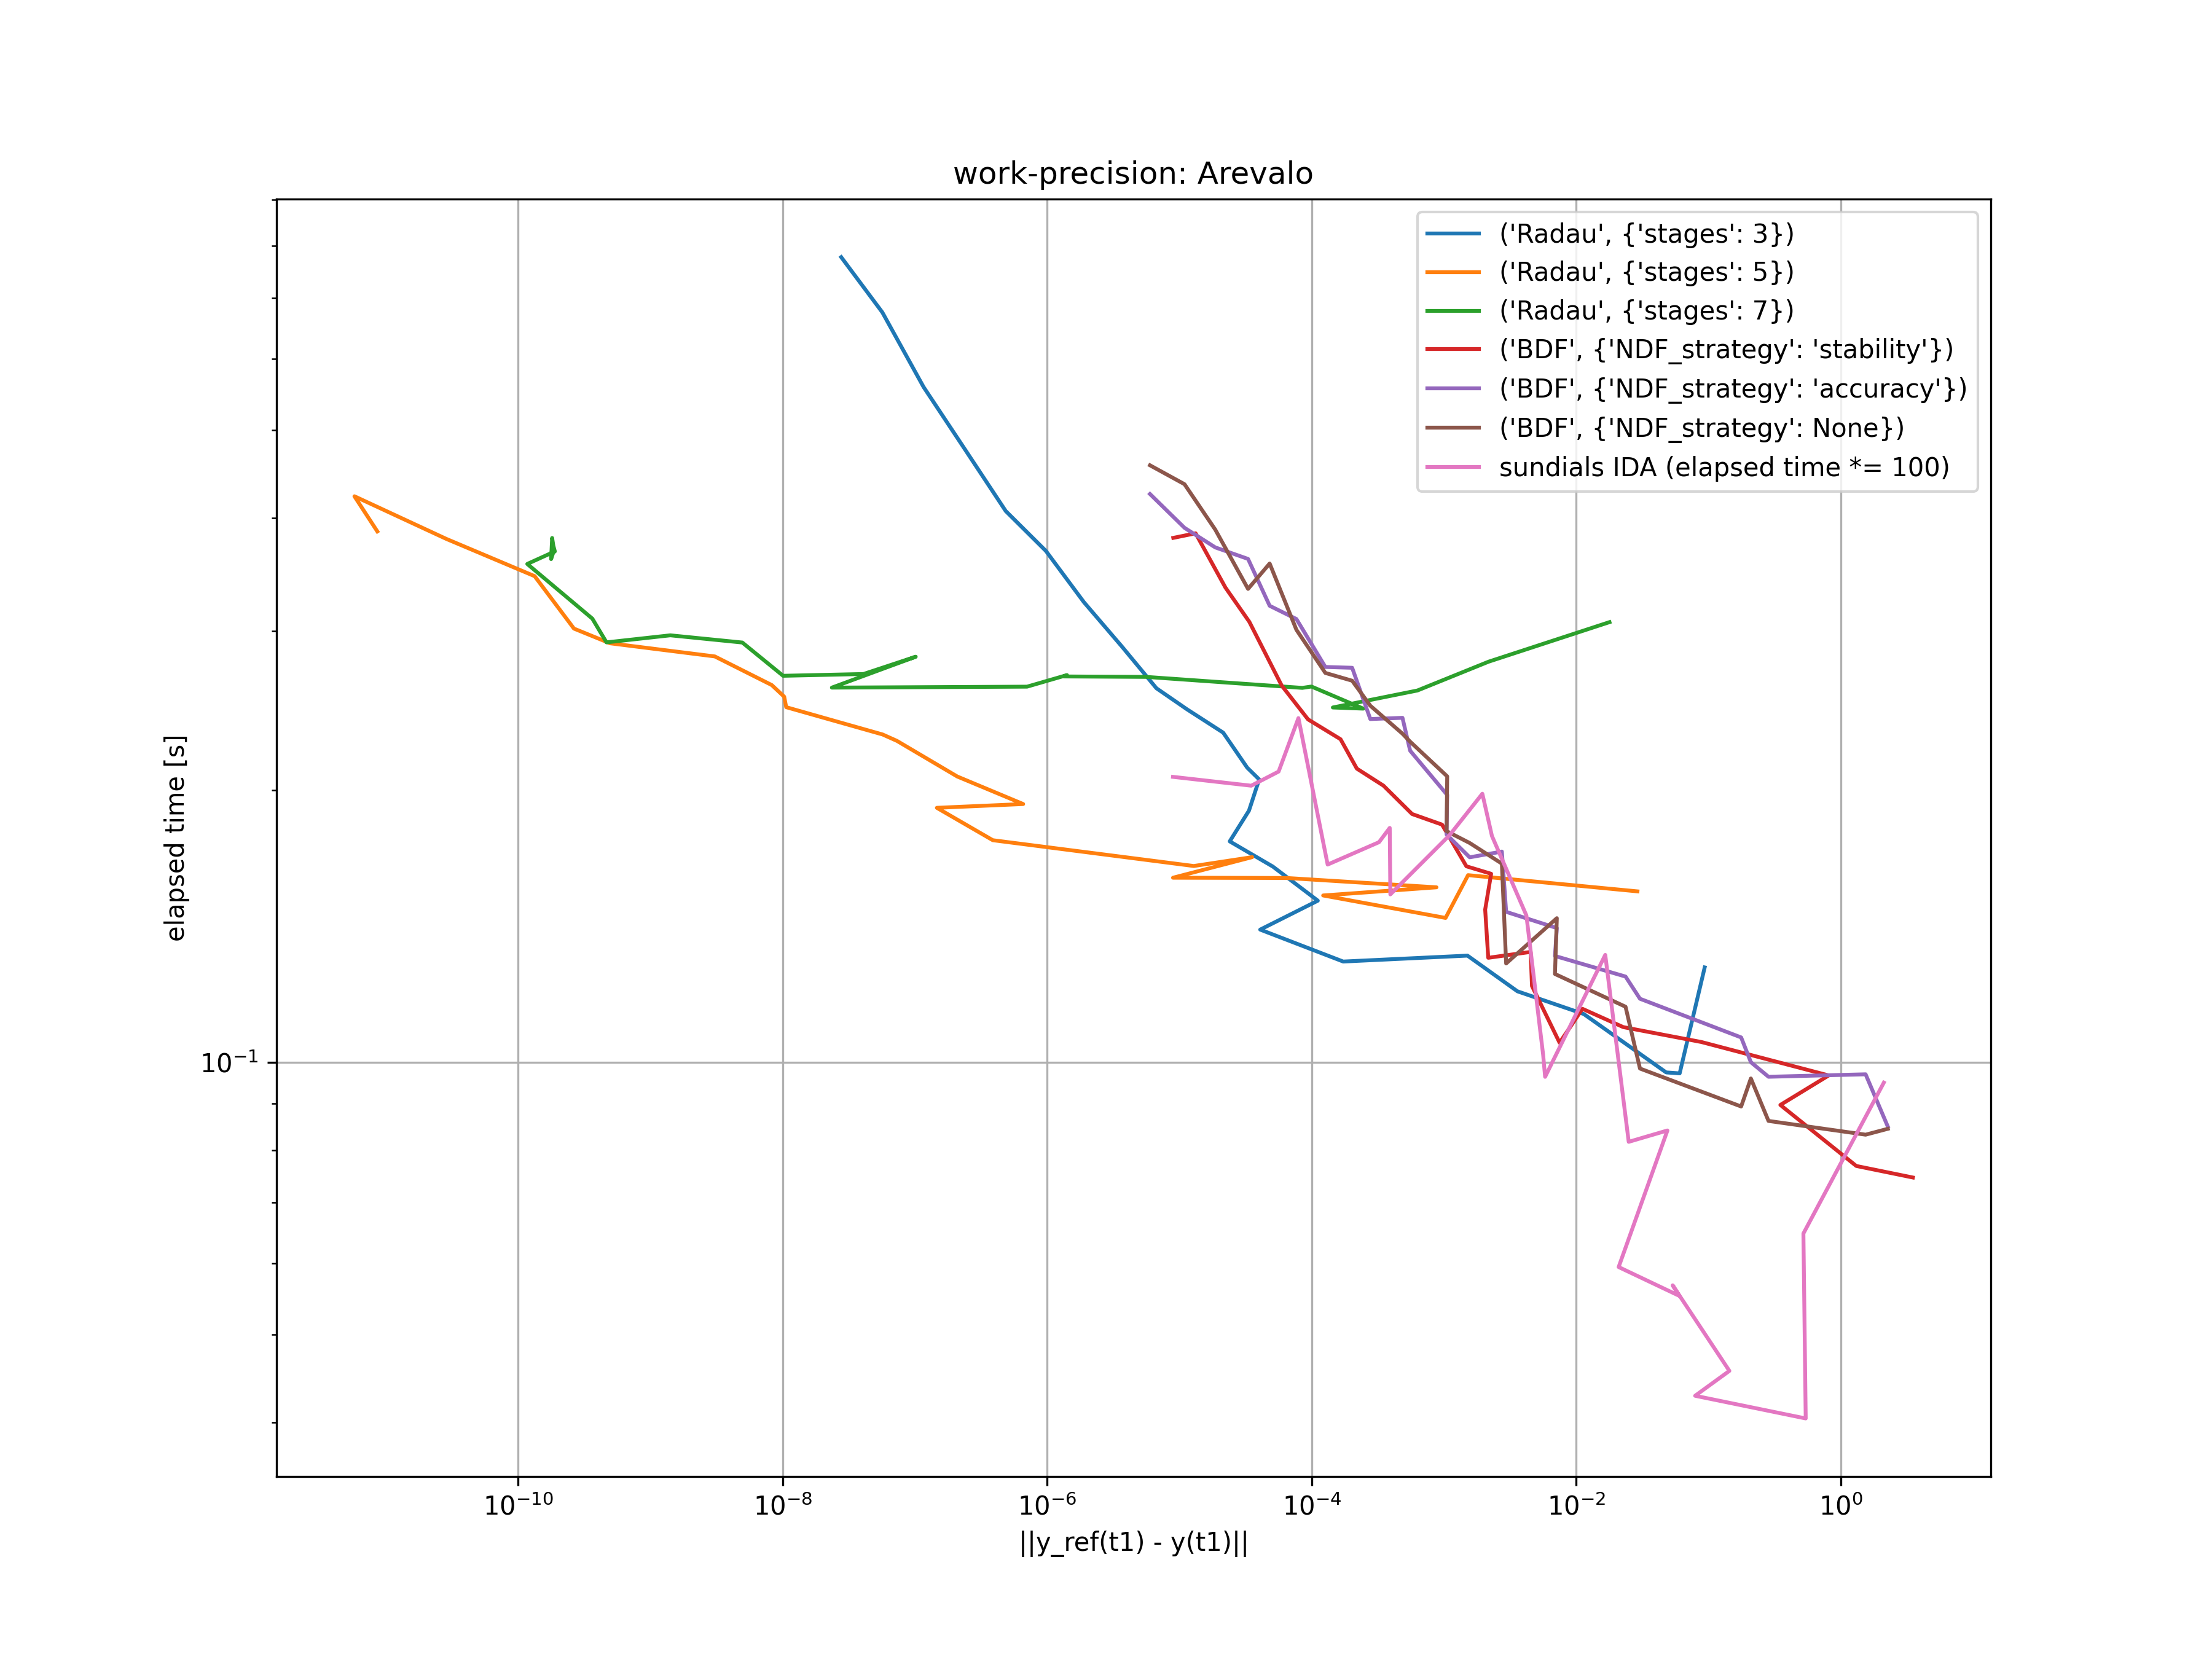 work-precision: Arevalo
('Radau', {'stages': 3})
('Radau', {'stages': 5})
('Radau', {'stages': 7})
('BDF', {'NDF_strategy': 'stability'})
('BDF', {'NDF_strategy': 'accuracy'})
('BDF', {'NDF_strategy': None})
sundials IDA (elapsed time *= 100)
elapsed time [s]
10⁻¹
10⁻¹⁰ 10⁻⁸ 10⁻⁶ 10⁻⁴ 10⁻² 10⁰
||y_ref(t1) - y(t1)||